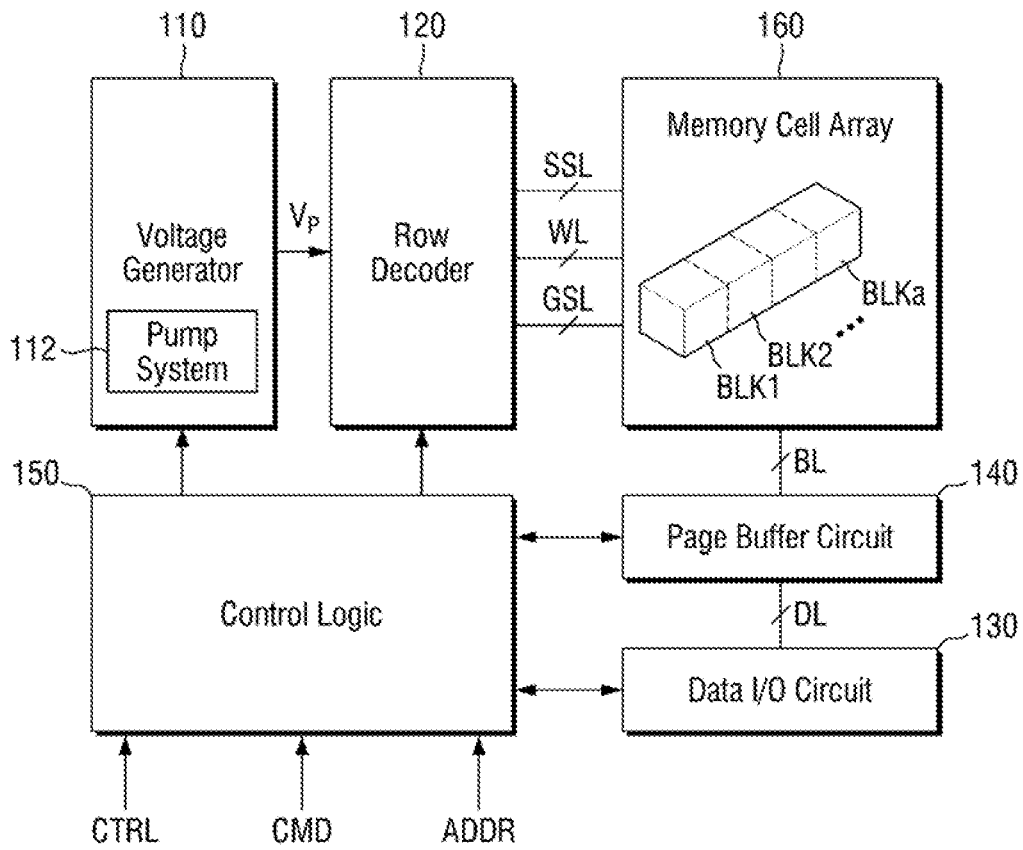 110
120
160
Voltage
Generator
Pump
System
112
V_P
Row
Decoder
SSL
WL
GSL
Memory Cell Array
BLKa
BLK2
BLK1
BL
150
Control Logic
140
Page Buffer Circuit
DL
130
Data I/O Circuit
CTRL
CMD
ADDR